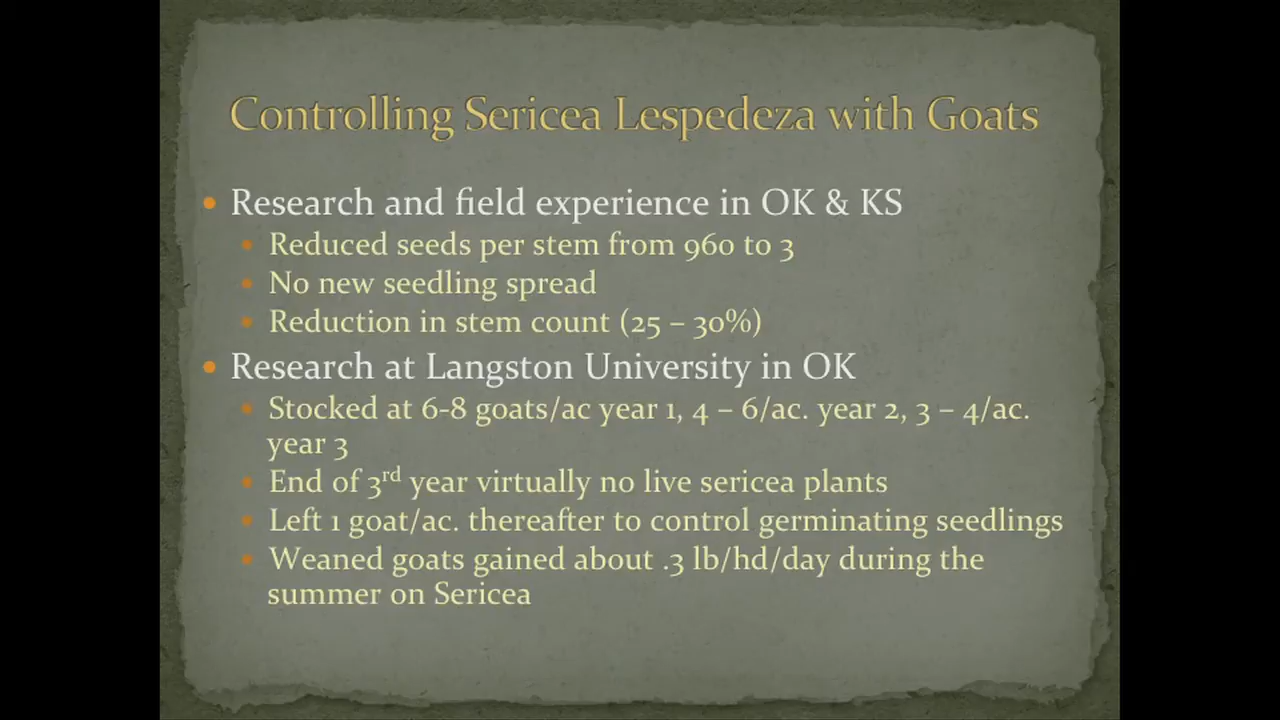 Controlling Sericea Lespedeza with Goats
• Research and field experience in OK & KS
• Reduced seeds per stem from 960 to 3
• No new seedling spread
• Reduction in stem count (25 – 30%)
• Research at Langston University in OK
• Stocked at 6-8 goats/ac year 1, 4 – 6/ac. year 2, 3 – 4/ac.
year 3
• End of 3rd year virtually no live sericea plants
• Left 1 goat/ac. thereafter to control germinating seedlings
• Weaned goats gained about .3 lb/hd/day during the
summer on Sericea